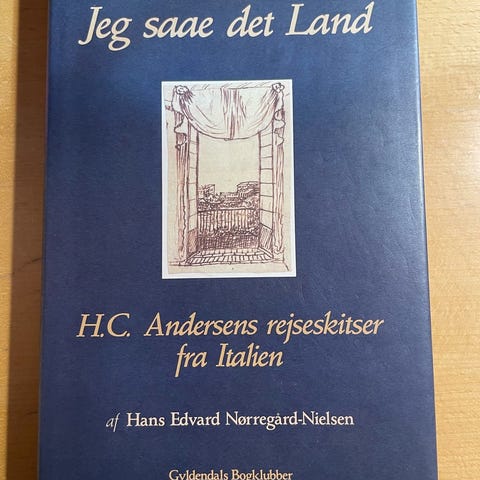 Jeg saae det Land
H.C. Andersens rejseskitser
fra Italien
af Hans Edvard Nørregård-Nielsen
Gyldendals Bogklubber